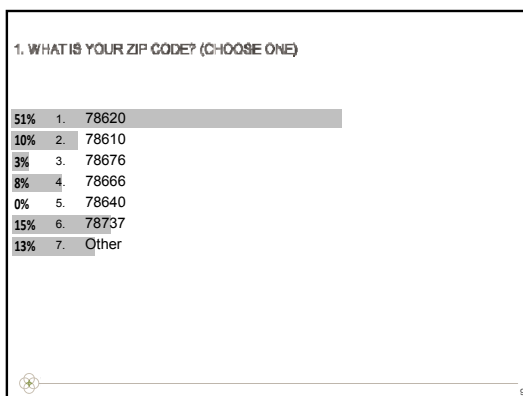 1. WHAT IS YOUR ZIP CODE? (CHOOSE ONE)
51% 1. 78620
10% 2. 78610
3% 3. 78676
8% 4. 78666
0% 5. 78640
15% 6. 78737
13% 7. Other
9